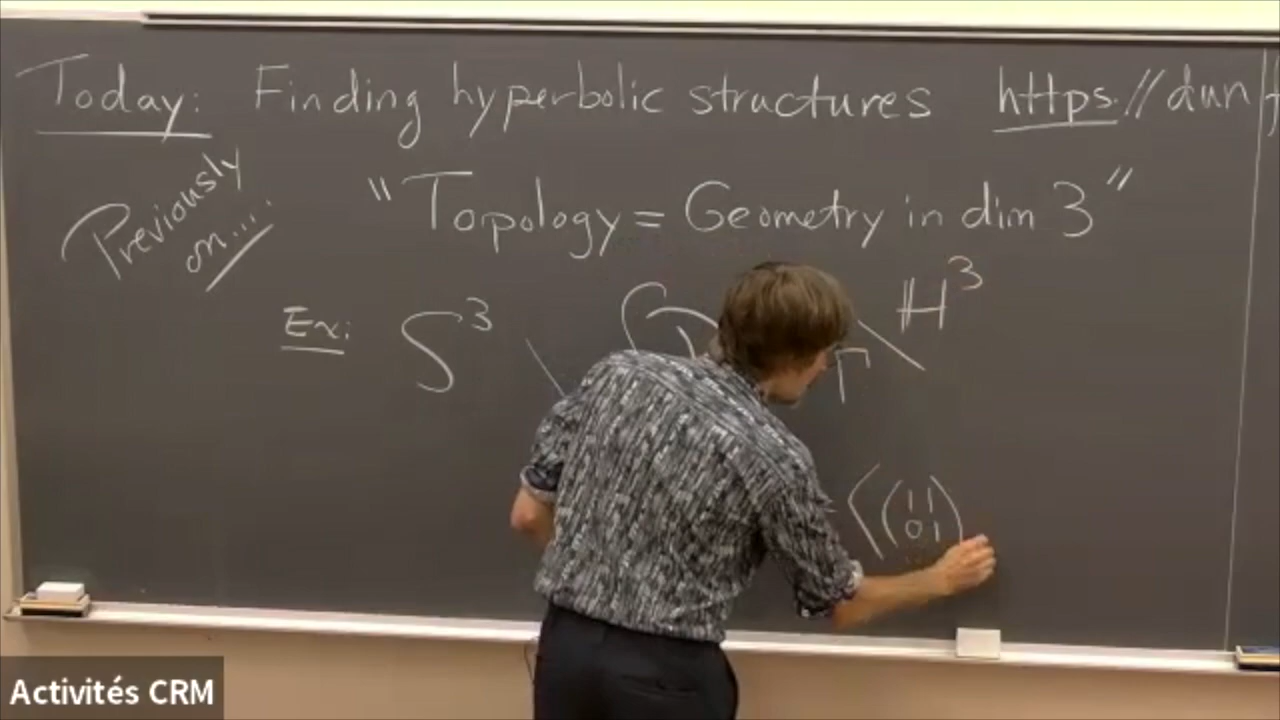 Today: Finding hyperbolic structures https://dunf
Previously on.... "Topology = Geometry in dim 3"
Ex: S³ \ Γ\H³
⟨(1 1
0 1)
Activités CRM